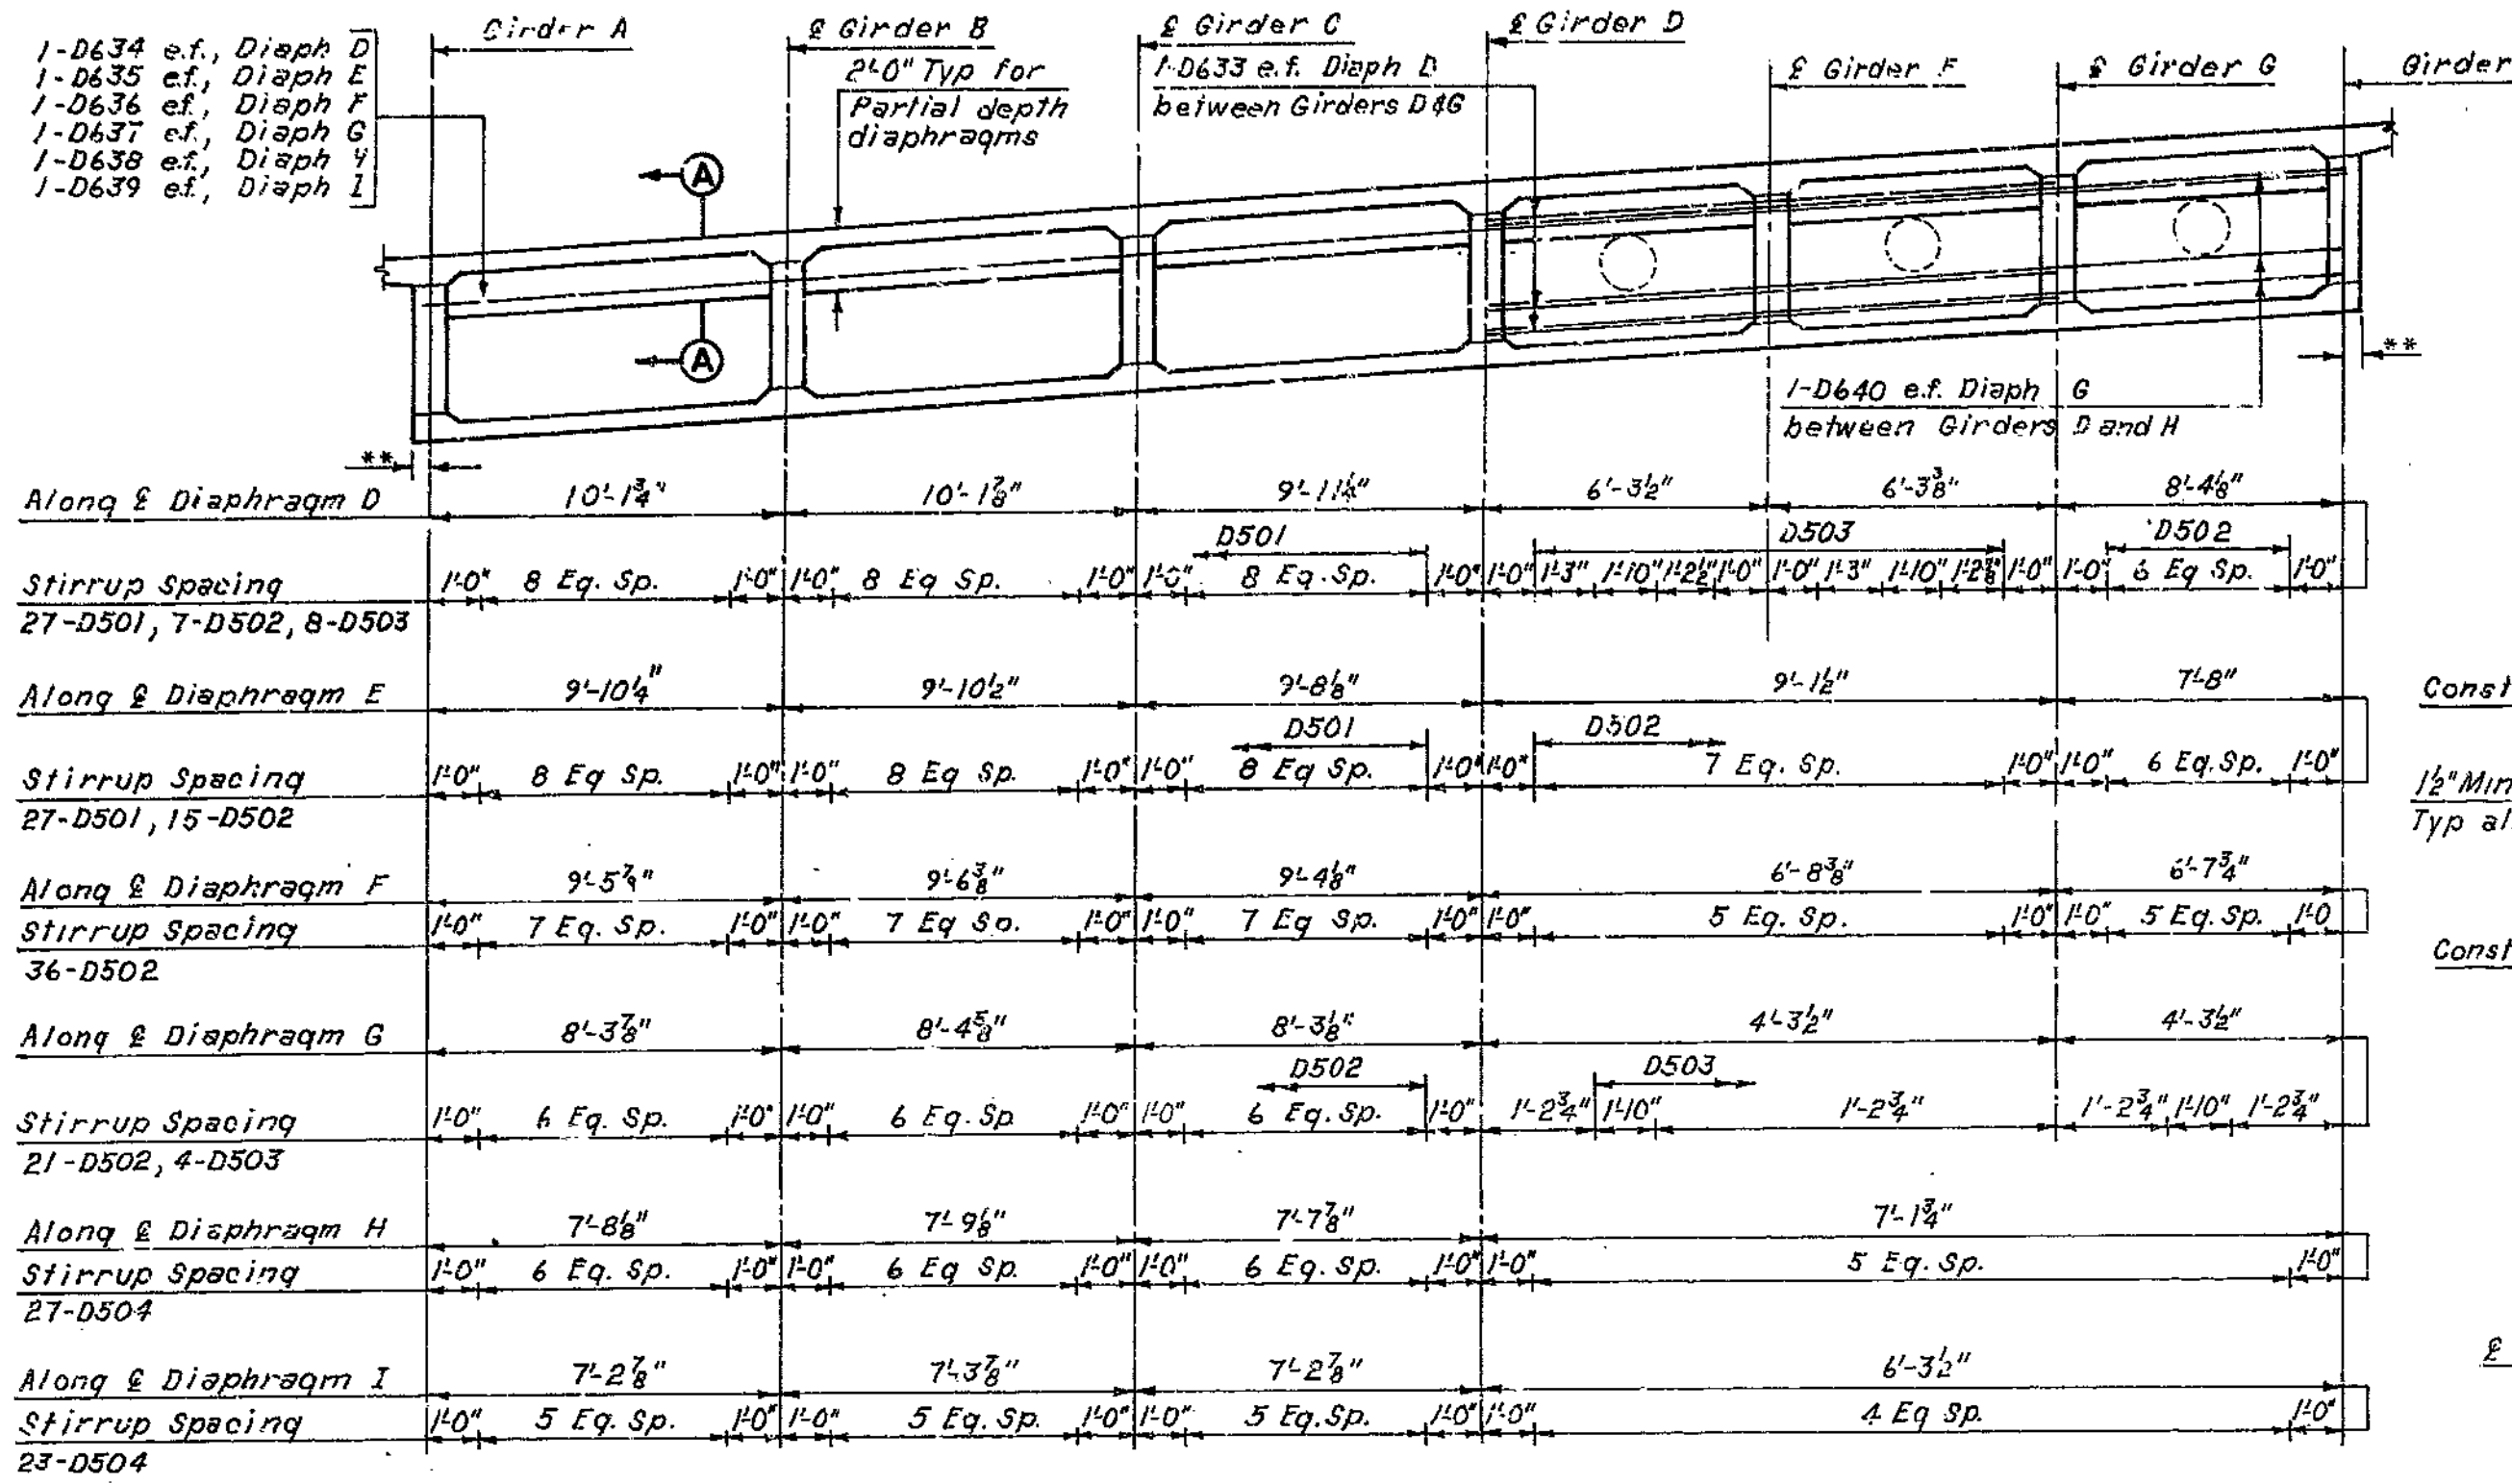 Girder A
℄ Girder B
℄ Girder C
℄ Girder D
℄ Girder F
℄ Girder G
Girder
1-D634 e.f., Diaph D
1-D635 e.f., Diaph E
1-D636 e.f., Diaph F
1-D637 e.f., Diaph G
1-D638 e.f., Diaph H
1-D639 e.f., Diaph I
2'-0" Typ for
Partial depth
diaphragms
1-D633 e.f. Diaph D
between Girders D&G
A
A
**
1-D640 e.f. Diaph G
between Girders D and H
**
Along ℄ Diaphragm D 10'-1¾" 10'-1⅞" 9'-11¼" 6'-3½" 6'-3⅜" 8'-4⅛"
D501 D503 D502
Stirrup Spacing 1'-0" 8 Eq. Sp. 1'-0" 1'-0" 8 Eq Sp. 1'-0" 1'-0" 8 Eq. Sp. 1'-0" 1'-0" 1'-3" 1'-10" 1'-2½" 1'-0" 1'-0" 1'-3" 1'-10" 1'-2⅜" 1'-0" 1'-0" 6 Eq Sp. 1'-0"
27-D501, 7-D502, 8-D503
Along ℄ Diaphragm E 9'-10¼" 9'-10½" 9'-8⅛" 9'-1½" 7'-8"
D501 D502
Stirrup Spacing 1'-0" 8 Eq Sp. 1'-0" 1'-0" 8 Eq Sp. 1'-0" 1'-0" 8 Eq Sp. 1'-0" 1'-0" 7 Eq. Sp. 1'-0" 1'-0" 6 Eq. Sp. 1'-0"
27-D501, 15-D502
Const
1½" Min
Typ al
Along ℄ Diaphragm F 9'-5⅞" 9'-6⅜" 9'-4⅛" 6'-8⅜" 6'-7¾"
Stirrup Spacing 1'-0" 7 Eq. Sp. 1'-0" 1'-0" 7 Eq Sp. 1'-0" 1'-0" 7 Eq Sp. 1'-0" 1'-0" 5 Eq. Sp. 1'-0" 1'-0" 5 Eq. Sp. 1'-0
36-D502
Const
Along ℄ Diaphragm G 8'-3⅞" 8'-4⅝" 8'-3⅛" 4'-3½" 4'-3½"
D502 D503
Stirrup Spacing 1'-0" 6 Eq. Sp. 1'-0" 1'-0" 6 Eq. Sp 1'-0" 1'-0" 6 Eq. Sp. 1'-0" 1'-2¾" 1'-10" 1'-2¾" 1'-2¾" 1'-10" 1'-2¾"
21-D502, 4-D503
Along ℄ Diaphragm H 7'-8⅛" 7'-9⅛" 7'-7⅞" 7'-1¾"
Stirrup Spacing 1'-0" 6 Eq. Sp. 1'-0" 1'-0" 6 Eq Sp. 1'-0" 1'-0" 6 Eq. Sp. 1'-0" 1'-0" 5 Eq. Sp. 1'-0"
27-D504
℄
Along ℄ Diaphragm I 7'-2⅞" 7'-3⅞" 7'-2⅞" 6'-3½"
Stirrup Spacing 1'-0" 5 Eq. Sp. 1'-0" 1'-0" 5 Eq. Sp. 1'-0" 1'-0" 5 Eq. Sp. 1'-0" 1'-0" 4 Eq Sp. 1'-0"
23-D504